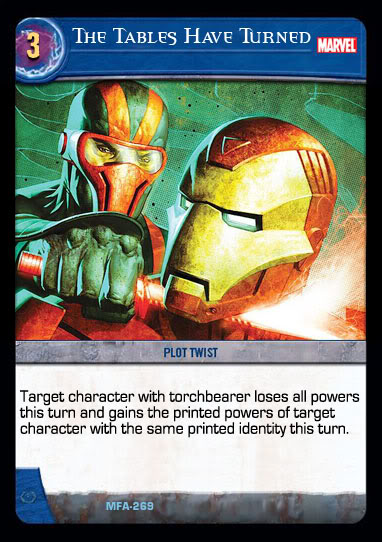 3
The Tables Have Turned
MARVEL
PLOT TWIST
Target character with torchbearer loses all powers
this turn and gains the printed powers of target
character with the same printed identity this turn.
MFA-269